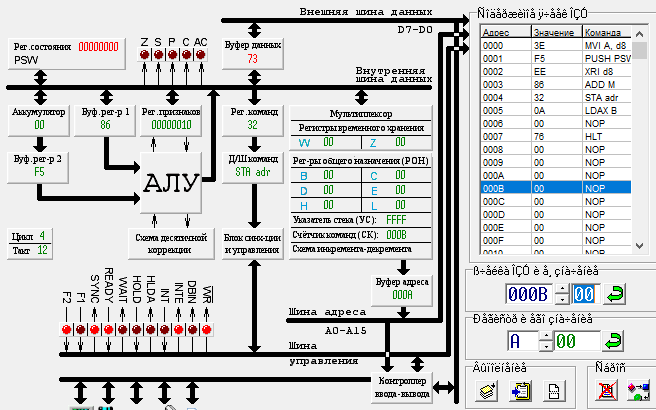 Внешняя шина данных
D7-D0
Рег.состояния 00000000
PSW
Z S P C AC
Буфер данных
73
Внутренняя
шина данных
Аккумулятор
00
Буф.рег-р 1
86
Рег.признаков
00000010
Рег.команд
32
Мультиплексор
Регистры временного хранения
W 00 Z 00
Буф.рег-р 2
F5
АЛУ
Д/Ш команд
STA adr
Рег-ры общего назначения (РОН)
B 00 C 00
D 00 E 00
H 00 L 00
Указатель стека (УС): FFFF
Счётчик команд (СК): 000B
Схема инкремента-декремента
Цикл 4
Такт 12
Схема десятичной
коррекции
Блок синх-ции
и управления
Буфер адреса
000A
F2 F1 SYNC READY WAIT HOLD HLDA INT INTE DBIN WR
Шина адреса
A0-A15
Шина
управления
Контроллер
ввода-вывода
Ñîäåðæèìîå ÿ÷ååê ÎÇÓ
Адрес Значение Команда
0000 3E MVI A, d8
0001 F5 PUSH PSW
0002 EE XRI d8
0003 86 ADD M
0004 32 STA adr
0005 0A LDAX B
0006 00 NOP
0007 76 HLT
0008 00 NOP
0009 00 NOP
000A 00 NOP
000B 00 NOP
000C 00 NOP
000D 00 NOP
000E 00 NOP
000F 00 NOP
0010 00 NOP
ß÷åéêà ÎÇÓ è å¸ çíà÷åíèå
000B 00
Ðåãèñòð è åãî çíà÷åíèå
A 00
Âûïîëíåíèå
Ñáðîñ